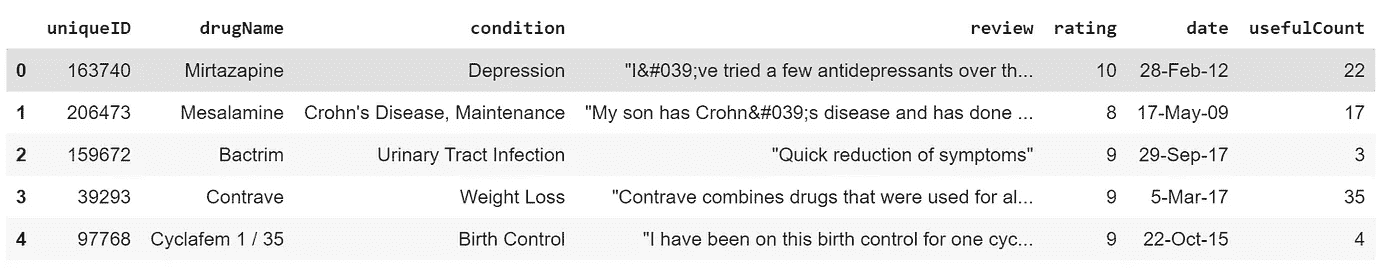 uniqueID drugName condition review rating date usefulCount
0 163740 Mirtazapine Depression "I&#039;ve tried a few antidepressants over th... 10 28-Feb-12 22
1 206473 Mesalamine Crohn's Disease, Maintenance "My son has Crohn&#039;s disease and has done ... 8 17-May-09 17
2 159672 Bactrim Urinary Tract Infection "Quick reduction of symptoms" 9 29-Sep-17 3
3 39293 Contrave Weight Loss "Contrave combines drugs that were used for al... 9 5-Mar-17 35
4 97768 Cyclafem 1 / 35 Birth Control "I have been on this birth control for one cyc... 9 22-Oct-15 4